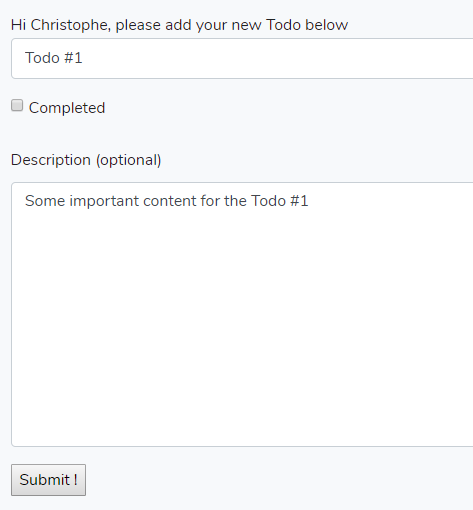 Hi Christophe, please add your new Todo below
Todo #1
Completed
Description (optional)
Some important content for the Todo #1
Submit !